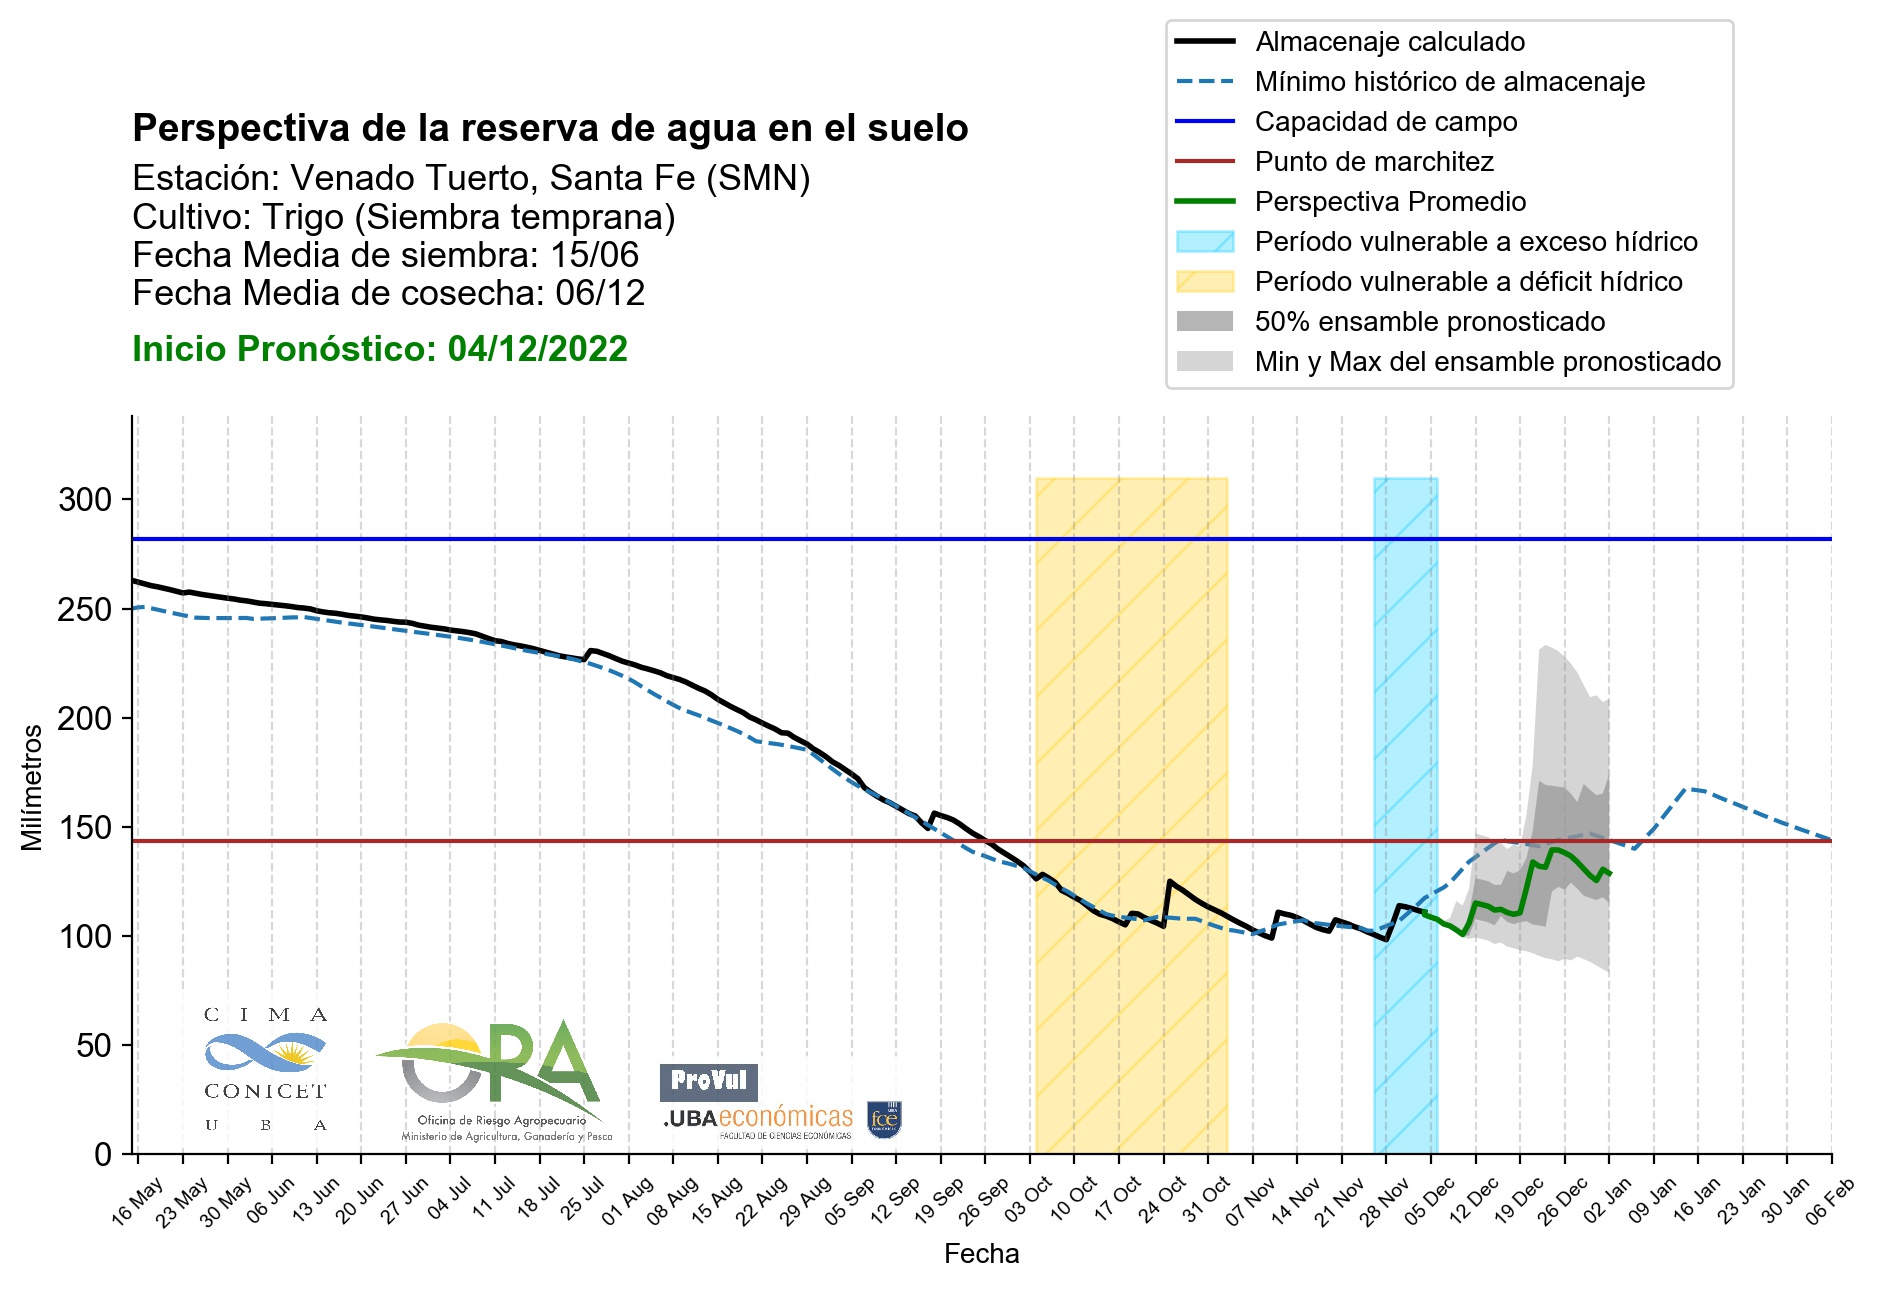 Almacenaje calculado
Mínimo histórico de almacenaje
Capacidad de campo
Punto de marchitez
Perspectiva Promedio
Período vulnerable a exceso hídrico
Período vulnerable a déficit hídrico
50% ensamble pronosticado
Min y Max del ensamble pronosticado
Perspectiva de la reserva de agua en el suelo
Estación: Venado Tuerto, Santa Fe (SMN)
Cultivo: Trigo (Siembra temprana)
Fecha Media de siembra: 15/06
Fecha Media de cosecha: 06/12
Inicio Pronóstico: 04/12/2022
Milímetros
300
250
200
150
100
50
0
CIMA
CONICET
UBA
ORA
Oficina de Riesgo Agropecuario
Ministerio de Agricultura, Ganadería y Pesca
ProVul
.UBAeconómicas
FACULTAD DE CIENCIAS ECONÓMICAS
fce
16 May
23 May
30 May
06 Jun
13 Jun
20 Jun
27 Jun
04 Jul
11 Jul
18 Jul
25 Jul
01 Aug
08 Aug
15 Aug
22 Aug
29 Aug
05 Sep
12 Sep
19 Sep
26 Sep
03 Oct
10 Oct
17 Oct
24 Oct
31 Oct
07 Nov
14 Nov
21 Nov
28 Nov
05 Dec
12 Dec
19 Dec
26 Dec
02 Jan
09 Jan
16 Jan
23 Jan
30 Jan
06 Feb
Fecha